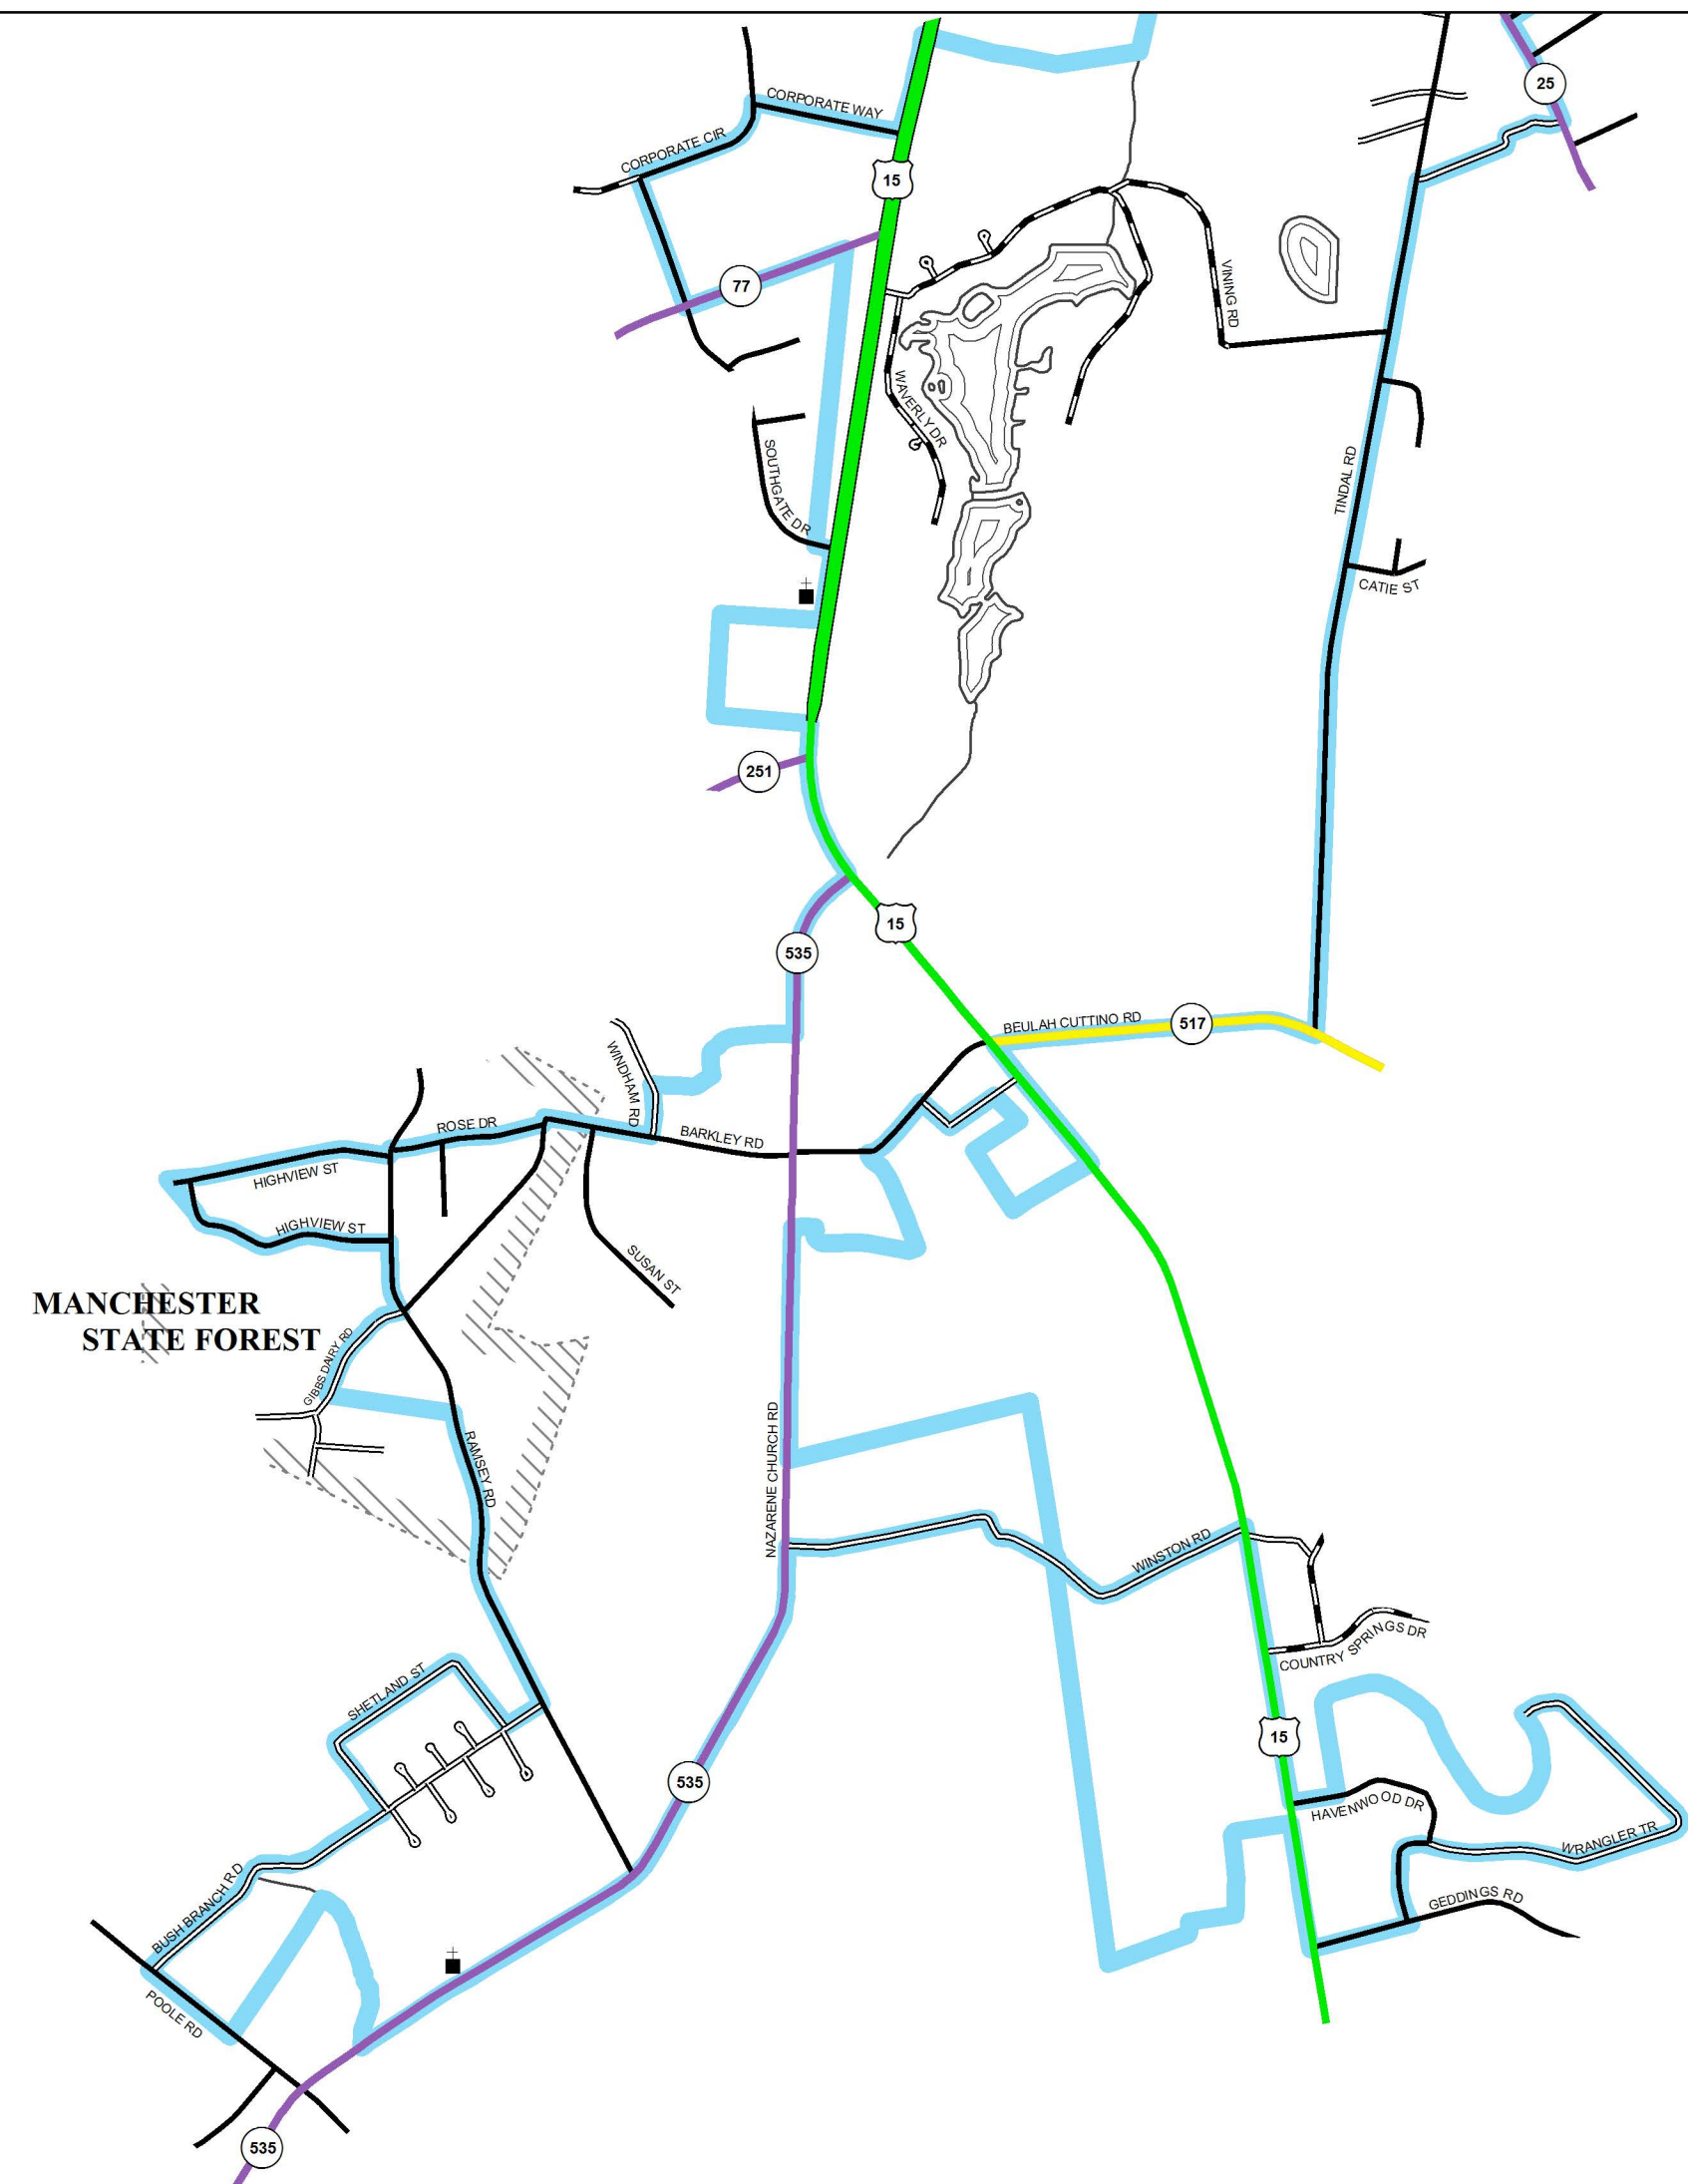 25
CORPORATE WAY
CORPORATE CIR
15
77
VINING RD
WAVERLY DR
SOUTHGATE DR
TINDAL RD
CATIE ST
251
15
535
BEULAH CUTTINO RD
517
WINDHAM RD
ROSE DR
BARKLEY RD
HIGHVIEW ST
HIGHVIEW ST
SUSAN ST
MANCHESTER
STATE FOREST
GIBBS DAIRY RD
RAMSEY RD
NAZARENE CHURCH RD
WINSTON RD
COUNTRY SPRINGS DR
SHETLAND ST
15
535
HAVENWOOD DR
WRANGLER TR
BUSH BRANCH RD
GEDDINGS RD
POOLE RD
535